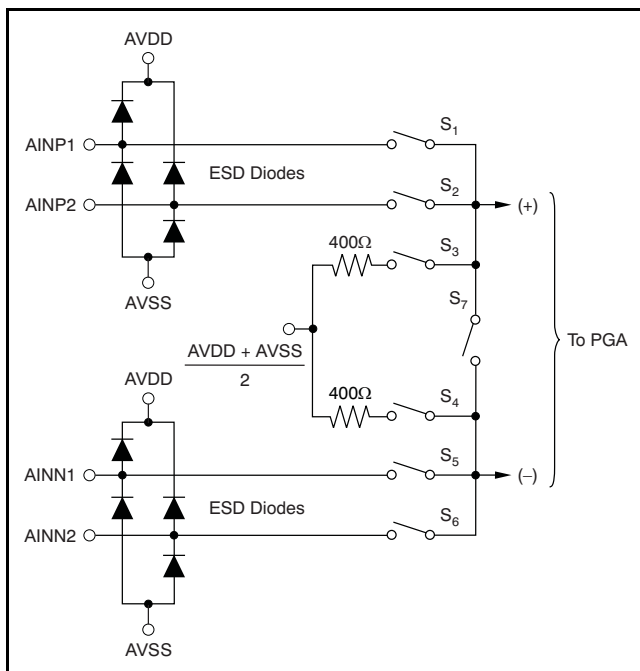 AVDD
AINP1
S1
ESD Diodes
AINP2
S2
(+)
400Ω
S3
AVSS
S7
To PGA
AVDD + AVSS
2
AVDD
400Ω
S4
AINN1
S5
(–)
ESD Diodes
AINN2
S6
AVSS